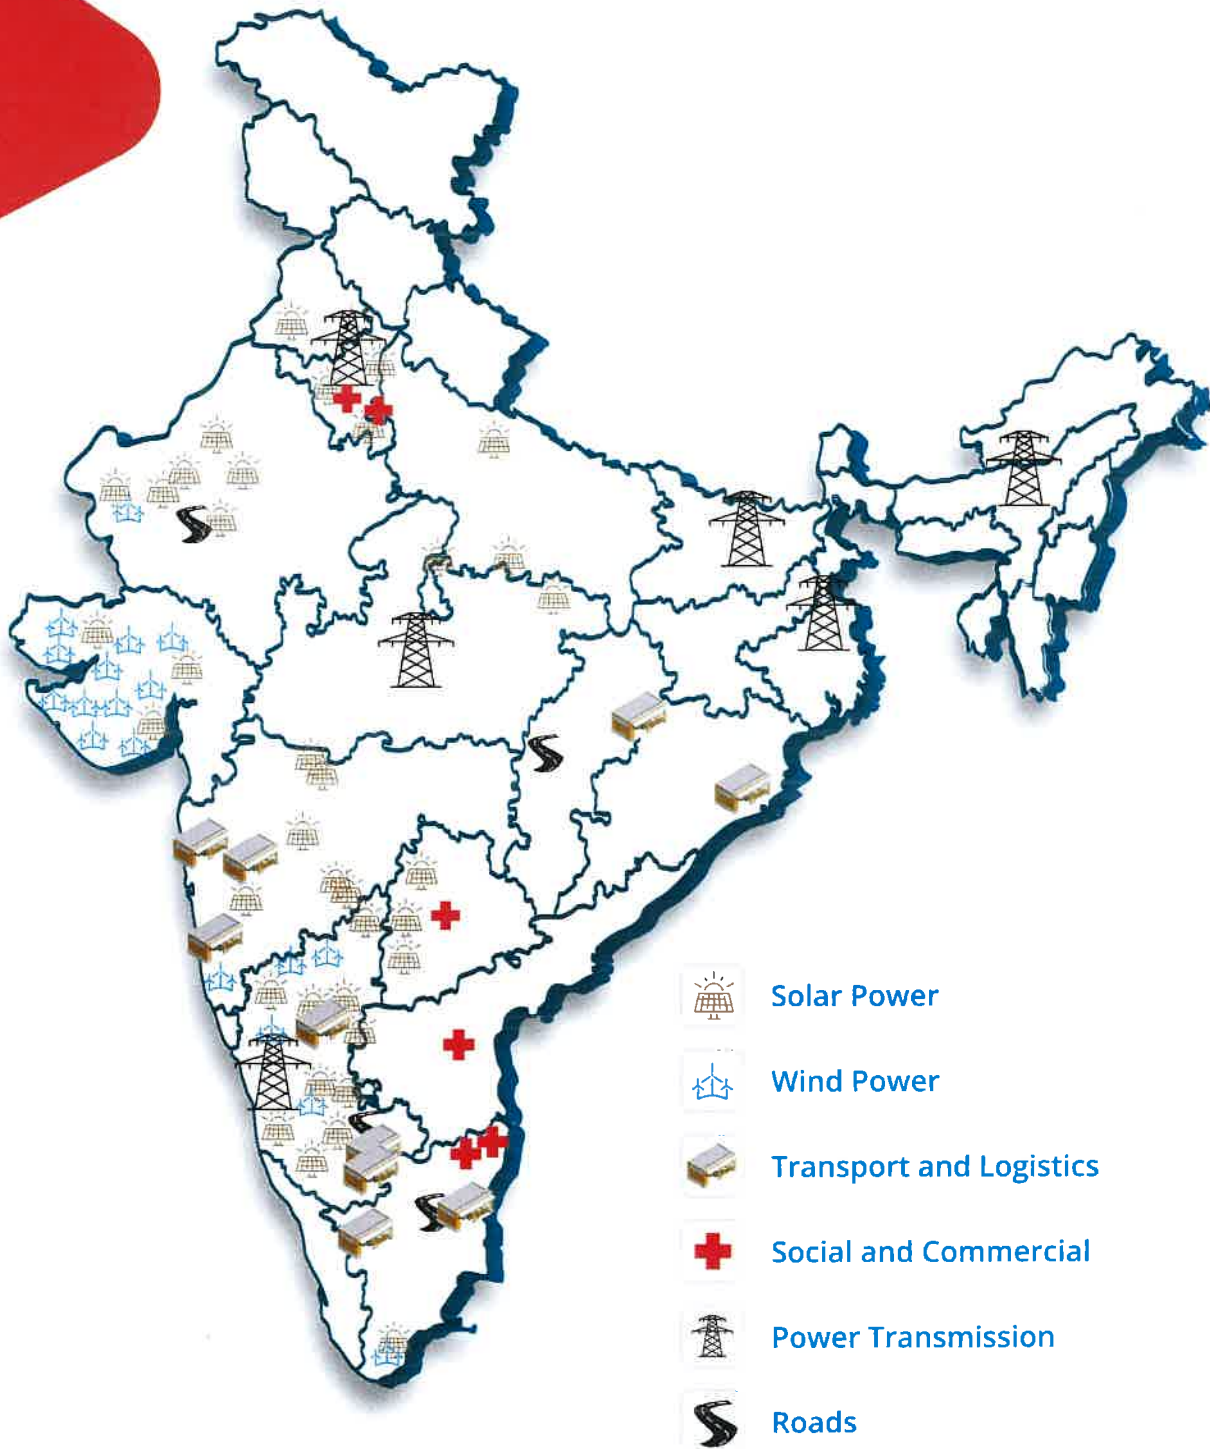 Solar Power
Wind Power
Transport and Logistics
Social and Commercial
Power Transmission
Roads